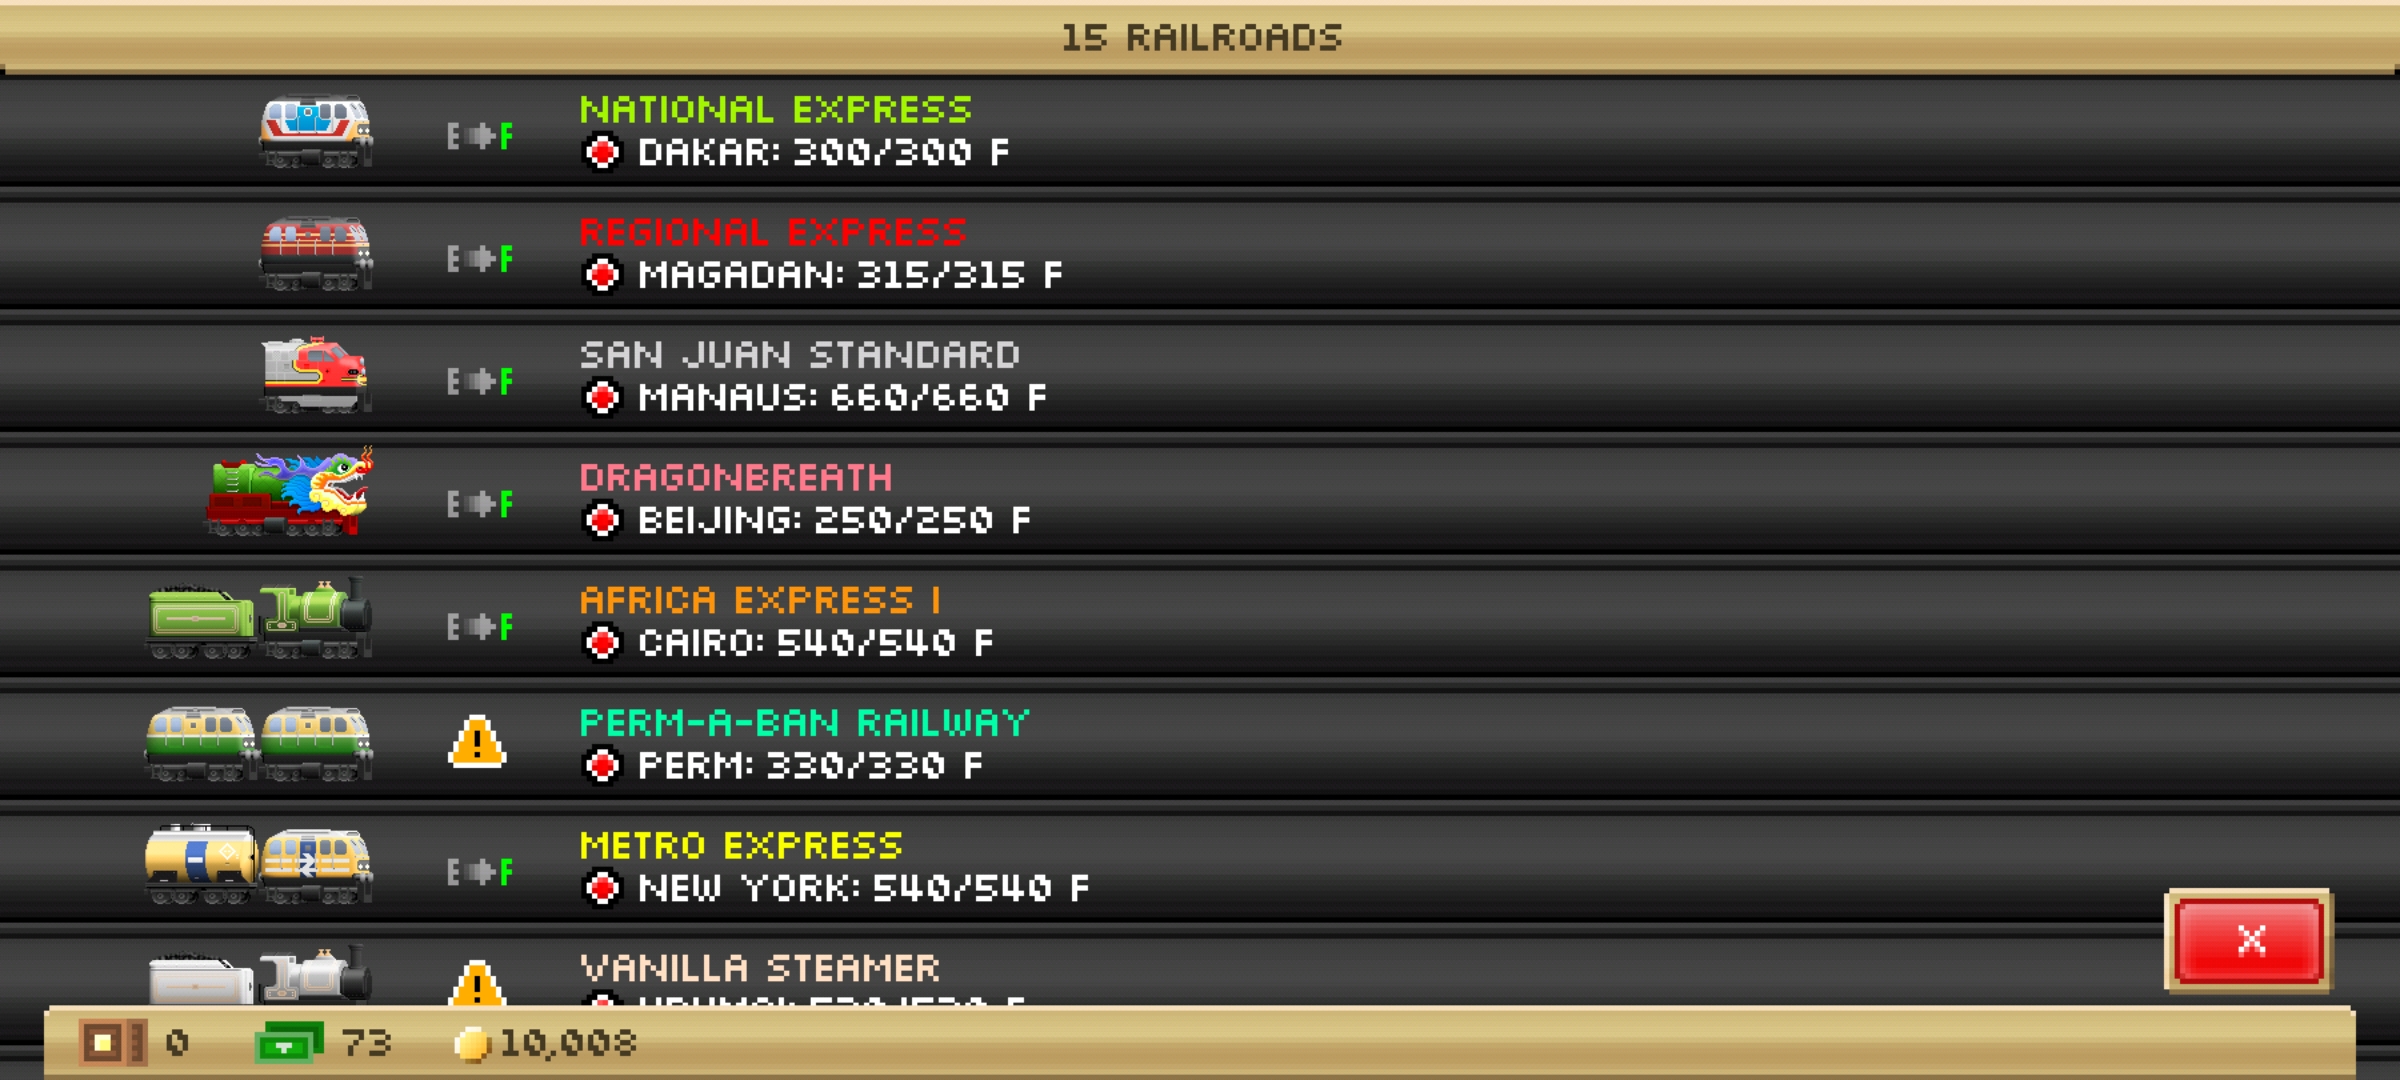 15 RAILROADS
NATIONAL EXPRESS
E F
DAKAR: 300/300 F
REGIONAL EXPRESS
E F
MAGADAN: 315/315 F
SAN JUAN STANDARD
E F
MANAUS: 660/660 F
DRAGONBREATH
E F
BEIJING: 250/250 F
AFRICA EXPRESS I
E F
CAIRO: 540/540 F
PERM-A-BAN RAILWAY
!
PERM: 330/330 F
METRO EXPRESS
E F
NEW YORK: 540/540 F
VANILLA STEAMER
!
X
0 73 10,008